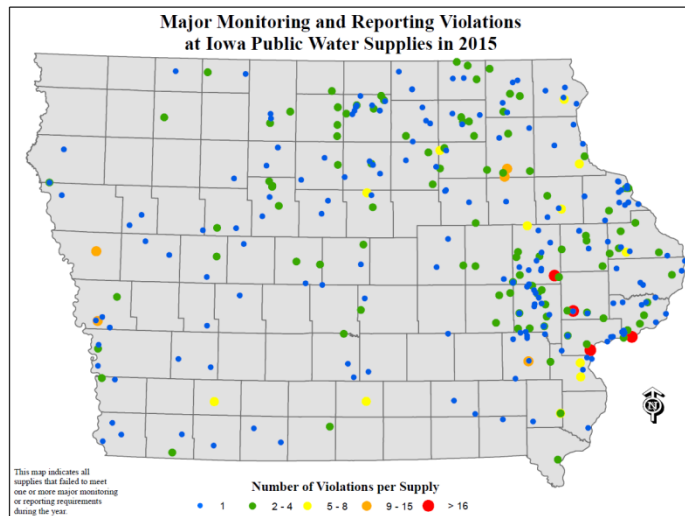 Major Monitoring and Reporting Violations
at Iowa Public Water Supplies in 2015
N
This map indicates all
supplies that failed to meet
one or more major monitoring
or reporting requirements
during the year.
Number of Violations per Supply
1 2 - 4 5 - 8 9 - 15 > 16